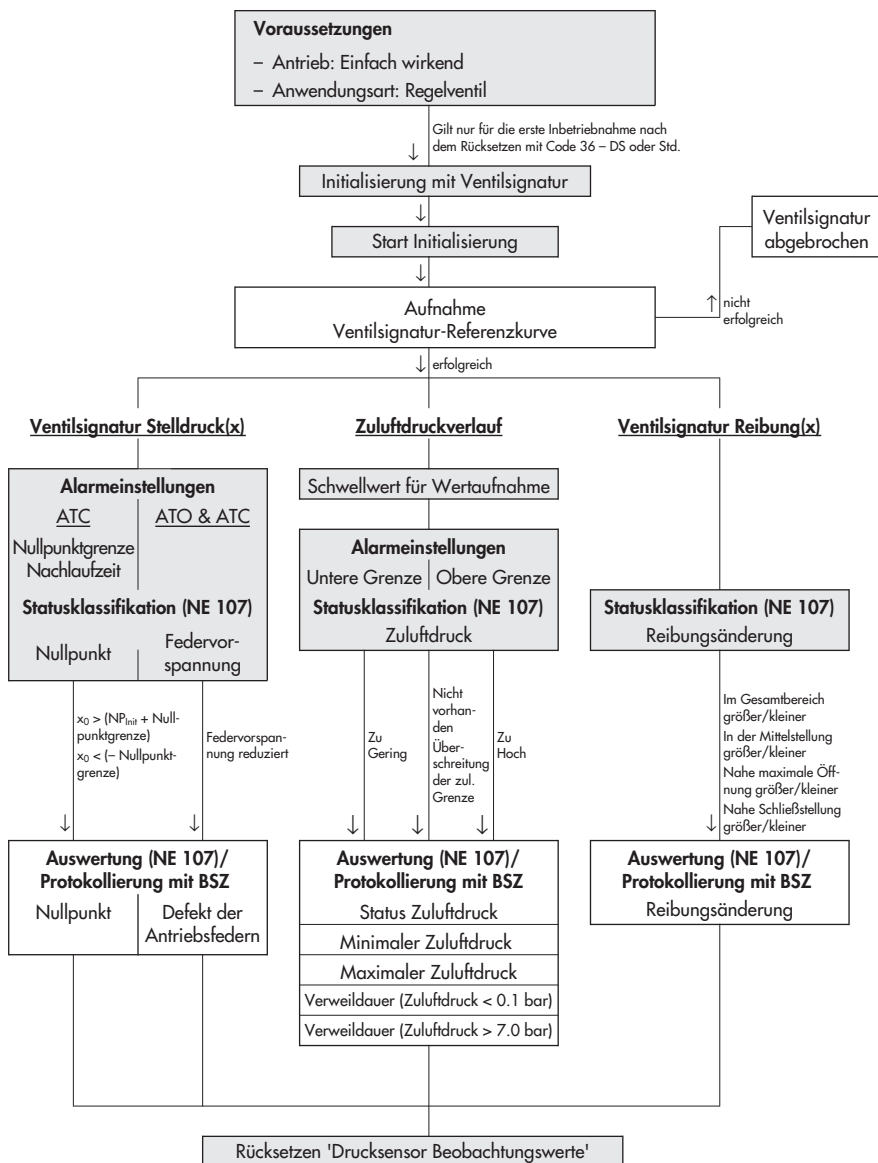 Voraussetzungen
– Antrieb: Einfach wirkend
– Anwendungsart: Regelventil
Gilt nur für die erste Inbetriebnahme nach
dem Rücksetzen mit Code 36 – DS oder Std.
↓
Initialisierung mit Ventilsignatur
↓
Start Initialisierung
Ventilsignatur
abgebrochen
↓
Aufnahme
Ventilsignatur-Referenzkurve
↑ nicht
erfolgreich
↓ erfolgreich
Ventilsignatur Stelldruck(x)
Alarmeinstellungen
ATC
ATO & ATC
Nullpunktgrenze
Nachlaufzeit
Statusklassifikation (NE 107)
Nullpunkt
Federvor-
spannung
x0 > (NPInit + Null-
punktgrenze)
x0 < (– Nullpunkt-
grenze)
Federvorspan-
nung reduziert
↓ ↓
Auswertung (NE 107)/
Protokollierung mit BSZ
Nullpunkt
Defekt der
Antriebsfedern
Zuluftdruckverlauf
Schwellwert für Wertaufnahme
Alarmeinstellungen
Untere Grenze
Obere Grenze
Statusklassifikation (NE 107)
Zuluftdruck
Zu
Gering
Nicht
vorhan-
den
Über-
schreitung
der zul.
Grenze
Zu
Hoch
↓ ↓ ↓
Auswertung (NE 107)/
Protokollierung mit BSZ
Status Zuluftdruck
Minimaler Zuluftdruck
Maximaler Zuluftdruck
Verweildauer (Zuluftdruck < 0.1 bar)
Verweildauer (Zuluftdruck > 7.0 bar)
Ventilsignatur Reibung(x)
Statusklassifikation (NE 107)
Reibungsänderung
Im Gesamtbereich
größer/kleiner
In der Mittelstellung
größer/kleiner
Nahe maximale Öff-
nung größer/kleiner
Nahe Schließstellung
größer/kleiner
↓
Auswertung (NE 107)/
Protokollierung mit BSZ
Reibungsänderung
Rücksetzen 'Drucksensor Beobachtungswerte'